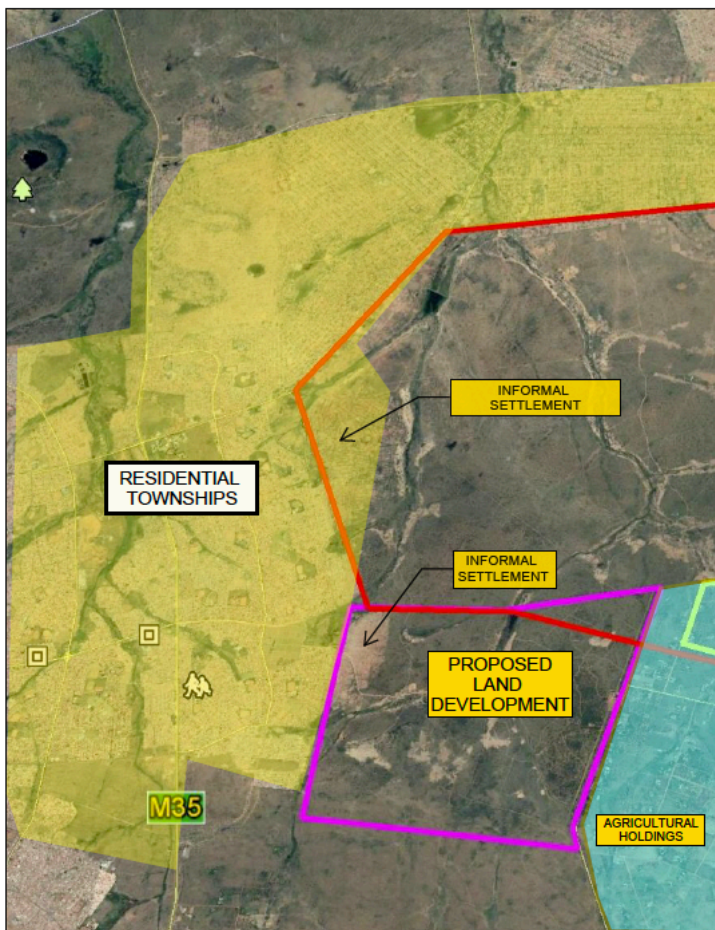 INFORMAL
SETTLEMENT
RESIDENTIAL
TOWNSHIPS
INFORMAL
SETTLEMENT
PROPOSED
LAND
DEVELOPMENT
M35
AGRICULTURAL
HOLDINGS